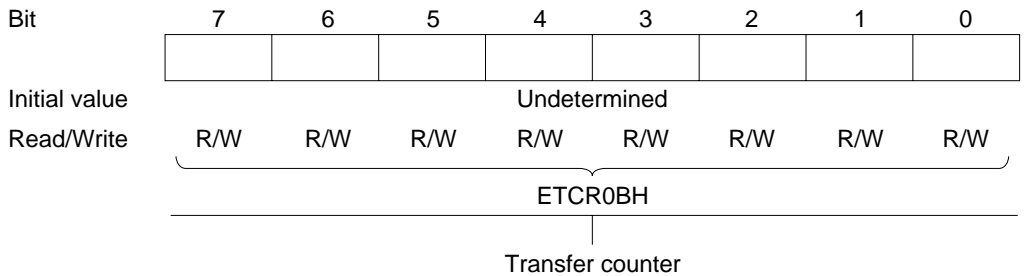 Bit 7 6 5 4 3 2 1 0
Initial value Undetermined
Read/Write R/W R/W R/W R/W R/W R/W R/W R/W
ETCR0BH
Transfer counter